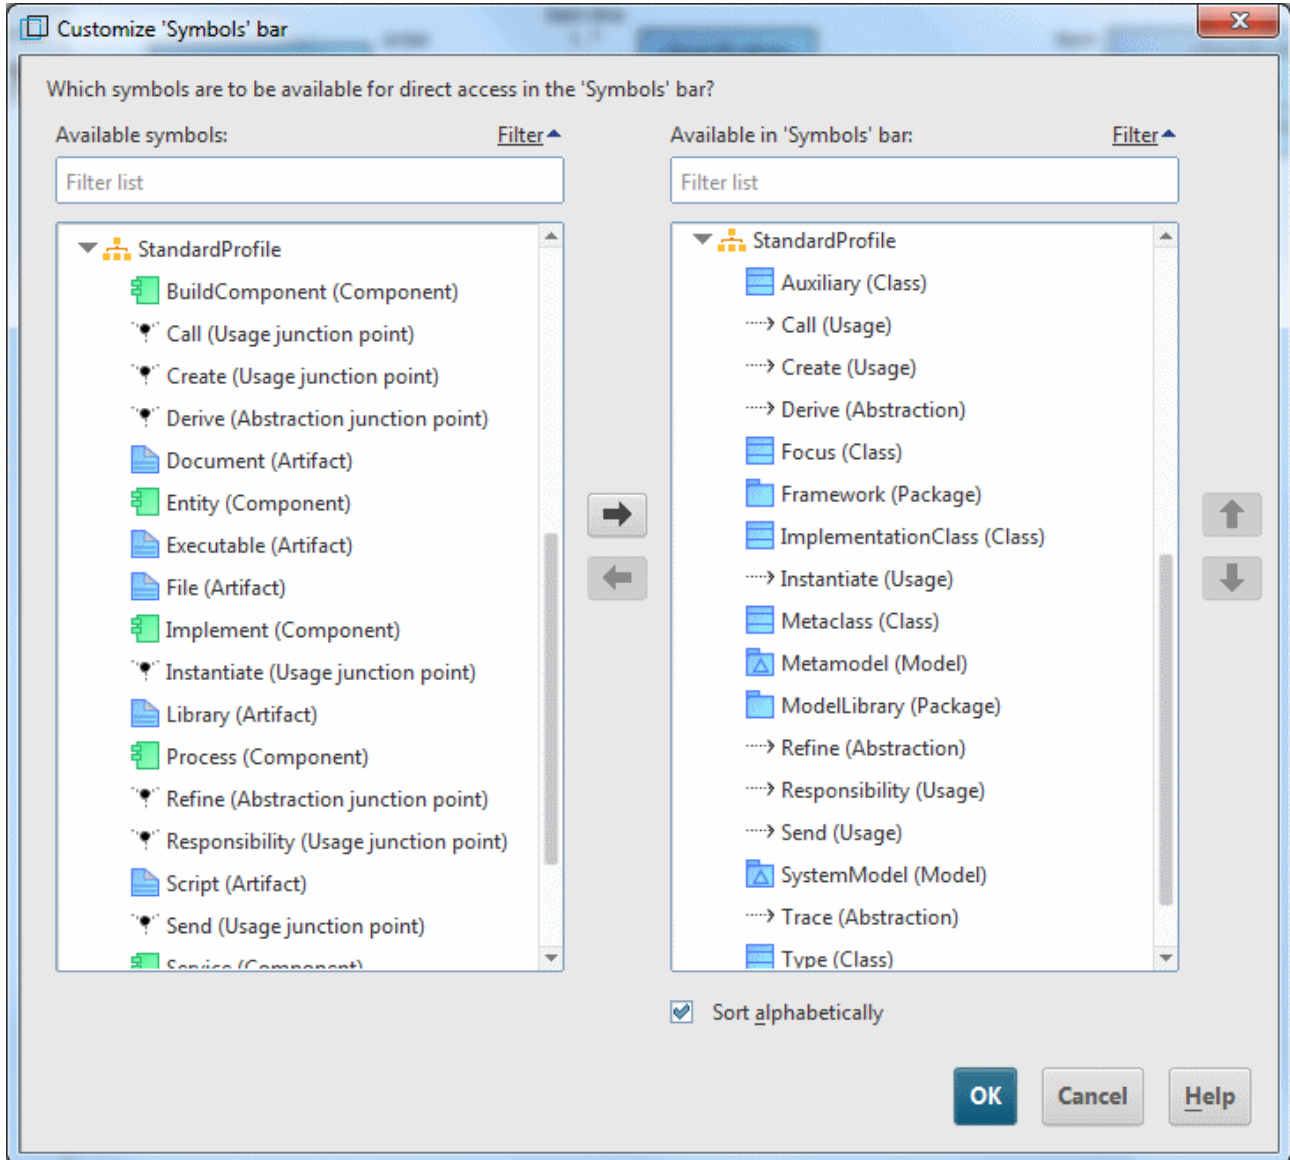 Customize 'Symbols' bar
Which symbols are to be available for direct access in the 'Symbols' bar?
Available symbols:
Filter
Filter list
StandardProfile
BuildComponent (Component)
Call (Usage junction point)
Create (Usage junction point)
Derive (Abstraction junction point)
Document (Artifact)
Entity (Component)
Executable (Artifact)
File (Artifact)
Implement (Component)
Instantiate (Usage junction point)
Library (Artifact)
Process (Component)
Refine (Abstraction junction point)
Responsibility (Usage junction point)
Script (Artifact)
Send (Usage junction point)
Service (Component)
Available in 'Symbols' bar:
Filter
Filter list
StandardProfile
Auxiliary (Class)
Call (Usage)
Create (Usage)
Derive (Abstraction)
Focus (Class)
Framework (Package)
ImplementationClass (Class)
Instantiate (Usage)
Metaclass (Class)
Metamodel (Model)
ModelLibrary (Package)
Refine (Abstraction)
Responsibility (Usage)
Send (Usage)
SystemModel (Model)
Trace (Abstraction)
Type (Class)
Sort alphabetically
OK
Cancel
Help